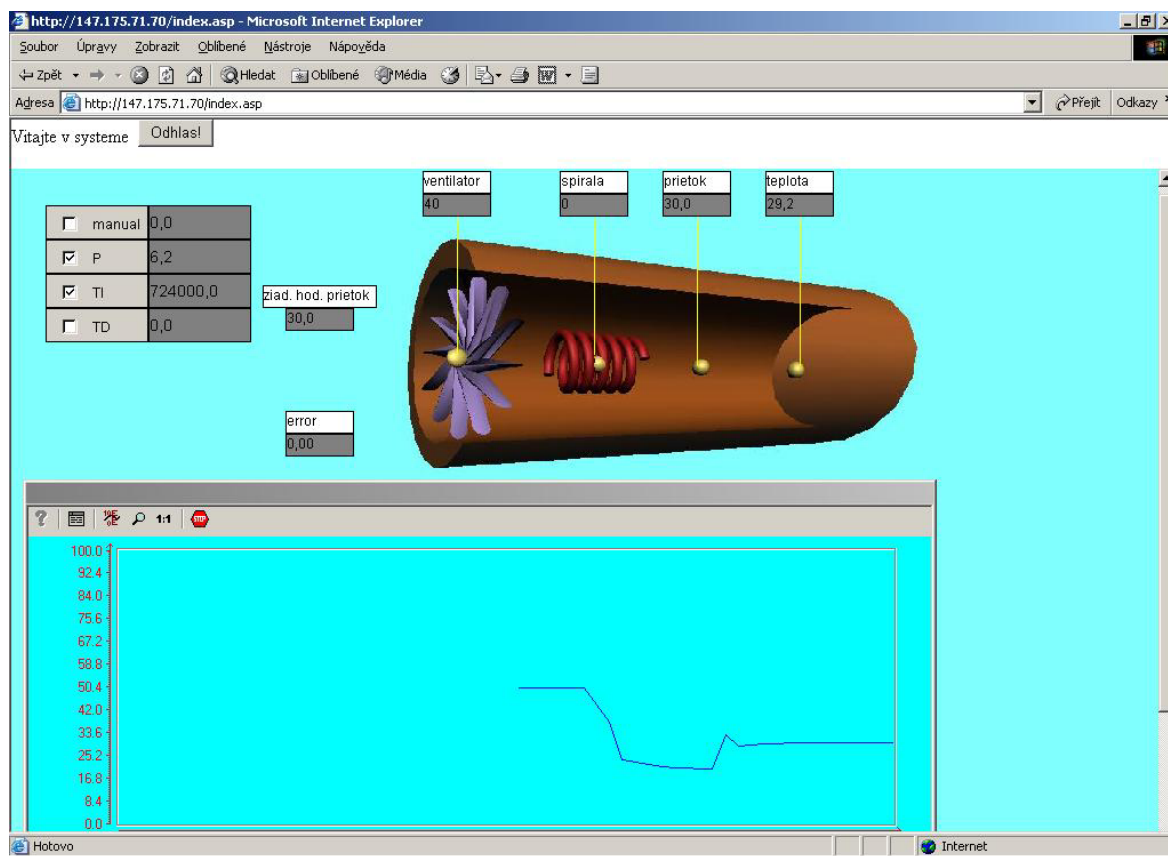 http://147.175.71.70/index.asp - Microsoft Internet Explorer
Soubor Úpravy Zobrazit Oblíbené Nástroje Nápověda
Zpět Hledat Oblíbené Média
Adresa http://147.175.71.70/index.asp Přejít Odkazy
Vitajte v systeme Odhlas!
ventilator spirala prietok teplota
40 0 30,0 29,2
manual 0,0
P 6,2
TI 724000,0
TD 0,0
ziad. hod. prietok
30,0
error
0,00
1:1 STOP
100.0
92.4
84.0
75.6
67.2
58.8
50.4
42.0
33.6
25.2
16.8
8.4
0.0
Hotovo Internet